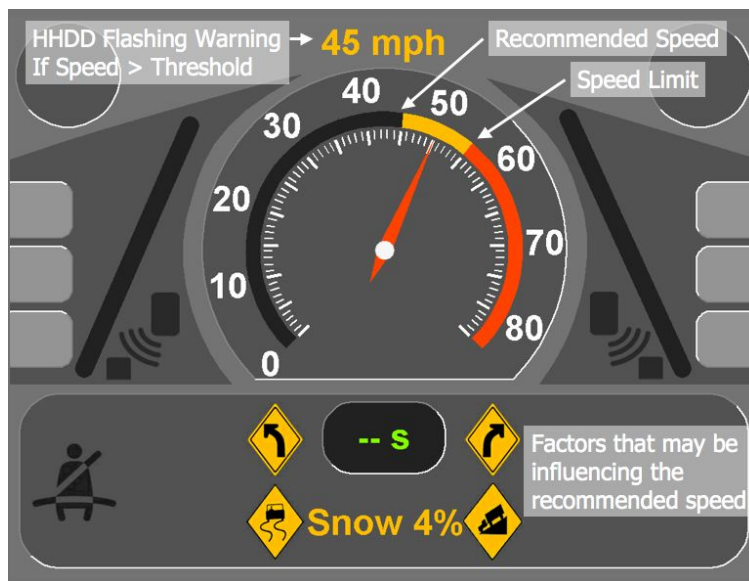 HHDD Flashing Warning
If Speed > Threshold
45 mph
Recommended Speed
Speed Limit
0
10
20
30
40
50
60
70
80
-- s
Snow 4%
Factors that may be
influencing the
recommended speed